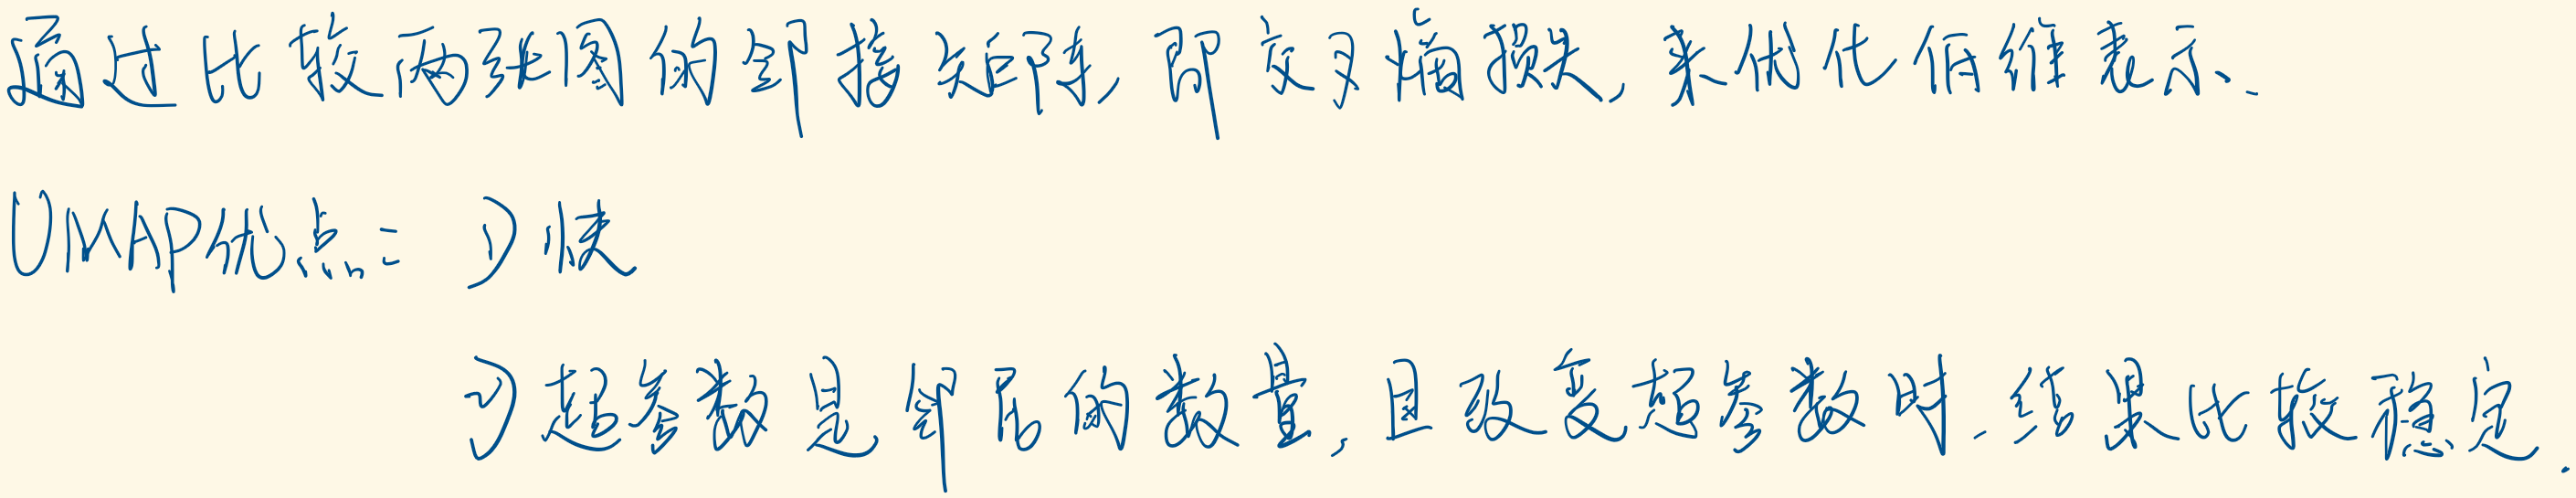 通过比较两张图的邻接矩阵,即交叉熵损失,来优化低维表示、
UMAP优点: 1)快
2)超参数是邻居的数量,且改变超参数时、结果比较稳定.